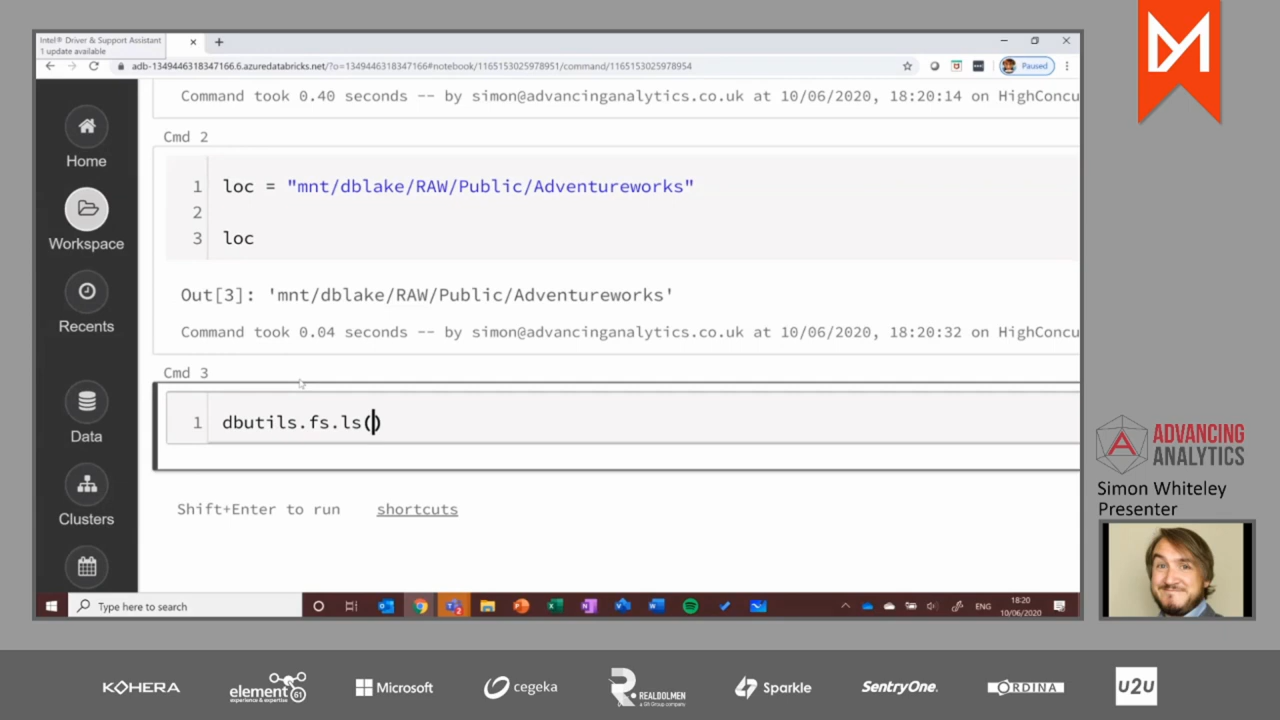 Intel® Driver & Support Assistant
1 update available
adb-1349446318347166.6.azuredatabricks.net/?o=1349446318347166#notebook/1165153025978951/command/1165153025978954
Paused
Command took 0.40 seconds -- by simon@advancinganalytics.co.uk at 10/06/2020, 18:20:14 on HighConcu
Home
Workspace
Recents
Data
Clusters
Cmd 2
1 loc = "mnt/dblake/RAW/Public/Adventureworks"
2
3 loc
Out[3]: 'mnt/dblake/RAW/Public/Adventureworks'
Command took 0.04 seconds -- by simon@advancinganalytics.co.uk at 10/06/2020, 18:20:32 on HighConcu
Cmd 3
1 dbutils.fs.ls()
Shift+Enter to run shortcuts
Type here to search
ENG
18:20
10/06/2020
ADVANCING
ANALYTICS
Simon Whiteley
Presenter
KOHERA
element 61
experience & expertise
Microsoft
cegeka
REALDOLMEN
Sparkle
SentryOne.
ORDINA
U2U